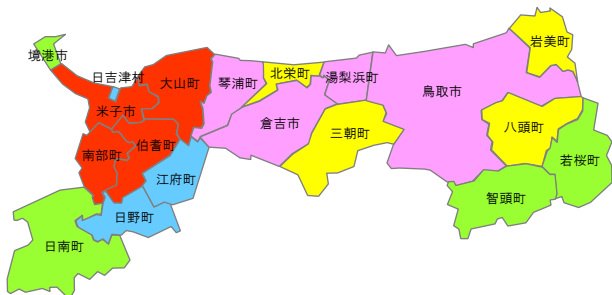 岩美町
境港市
日吉津村
大山町
北栄町
湯梨浜町
琴浦町
鳥取市
米子市
倉吉市
八頭町
三朝町
伯耆町
南部町
若桜町
江府町
智頭町
日野町
日南町